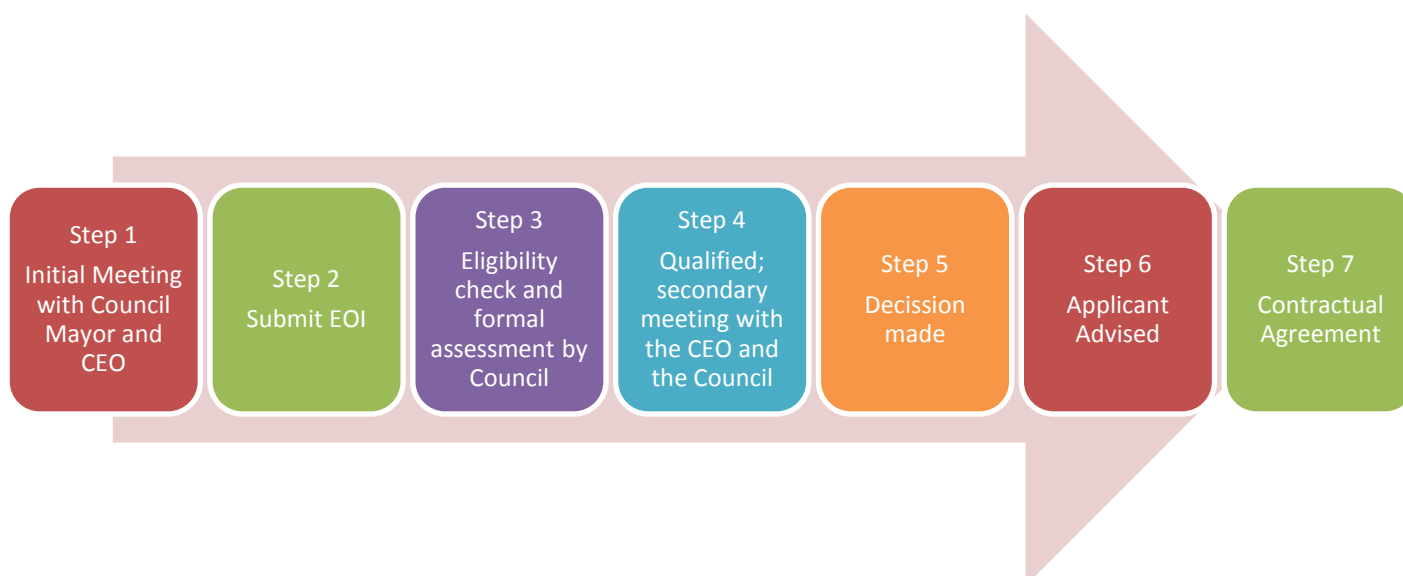 Step 1
Initial Meeting
with Council
Mayor and
CEO
Step 2
Submit EOI
Step 3
Eligibility
check and
formal
assessment by
Council
Step 4
Qualified;
secondary
meeting with
the CEO and
the Council
Step 5
Decission
made
Step 6
Applicant
Advised
Step 7
Contractual
Agreement